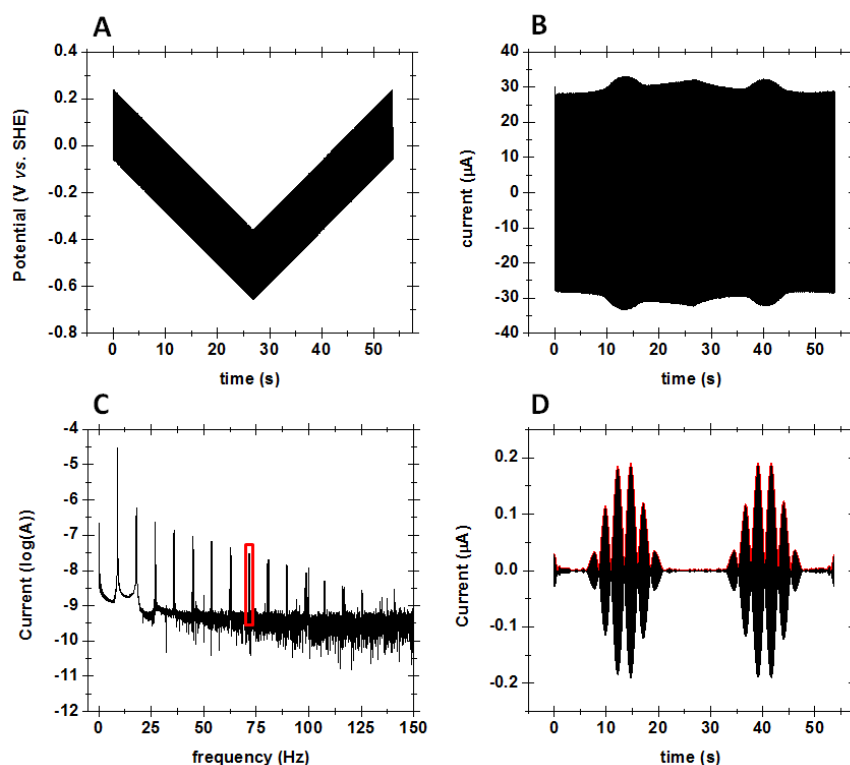 A
Potential (V vs. SHE)
0.4
0.2
0.0
-0.2
-0.4
-0.6
-0.8
0 10 20 30 40 50
time (s)
B
current (µA)
40
30
20
10
0
-10
-20
-30
-40
0 10 20 30 40 50
time (s)
C
Current (log(A))
-4
-5
-6
-7
-8
-9
-10
-11
-12
0 25 50 75 100 125 150
frequency (Hz)
D
Current (µA)
0.2
0.1
0.0
-0.1
-0.2
0 10 20 30 40 50
time (s)